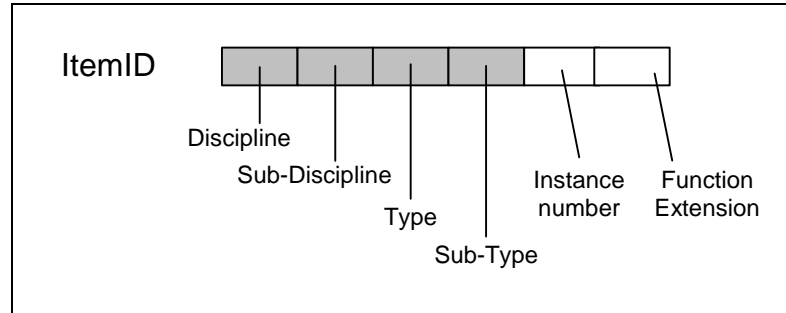 ItemID
Discipline
Sub-Discipline
Type
Sub-Type
Instance
number
Function
Extension